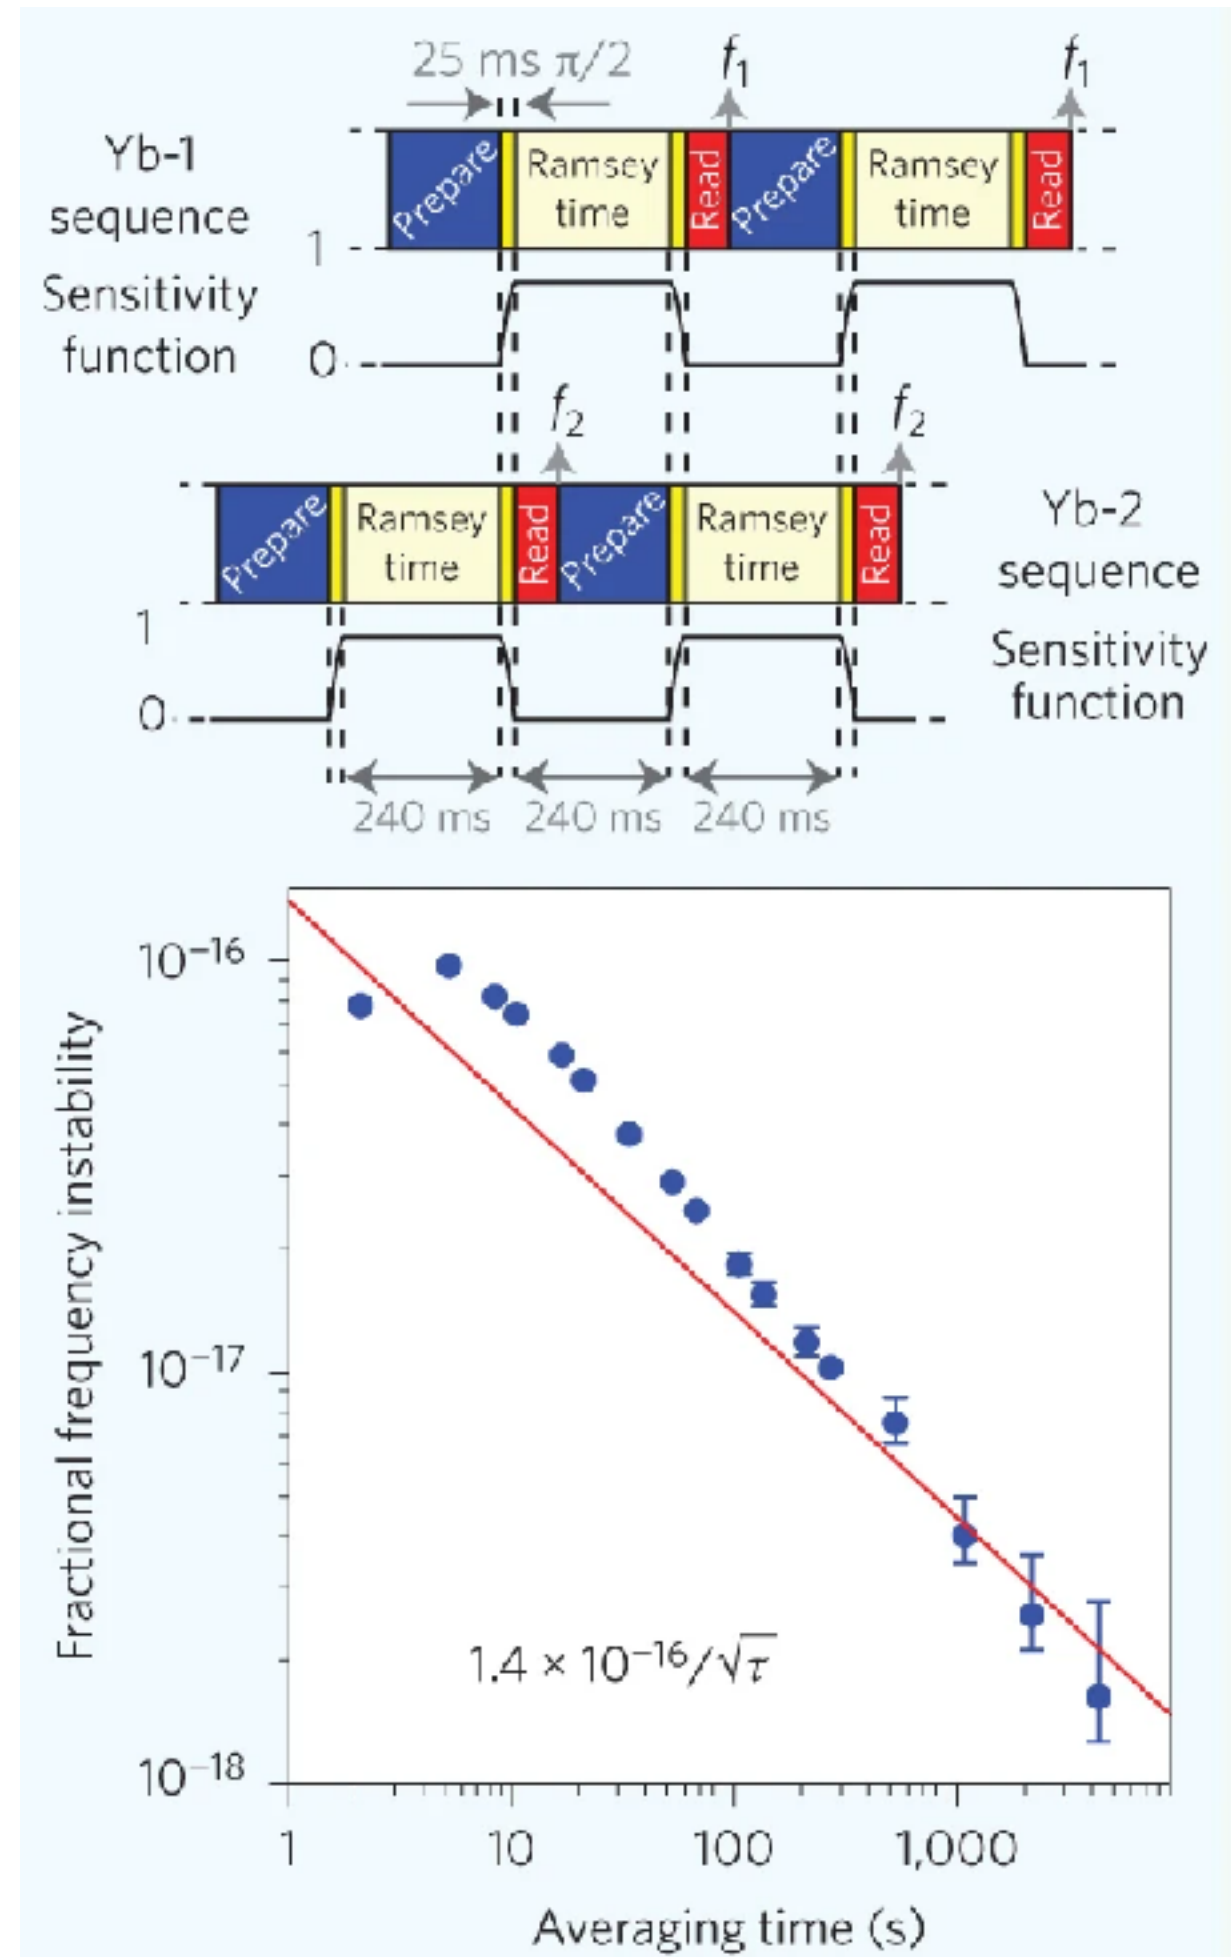 25 ms π/2
f₁
f₁
Yb-1
sequence
Prepare
Ramsey
time
Read
Prepare
Ramsey
time
Read
1
Sensitivity
function
0
f₂
f₂
Prepare
Ramsey
time
Read
Prepare
Ramsey
time
Read
Yb-2
sequence
1
Sensitivity
function
0
240 ms
240 ms
240 ms
Fractional frequency instability
10⁻¹⁶
10⁻¹⁷
10⁻¹⁸
1.4 × 10⁻¹⁶/√τ
1
10
100
1,000
Averaging time (s)